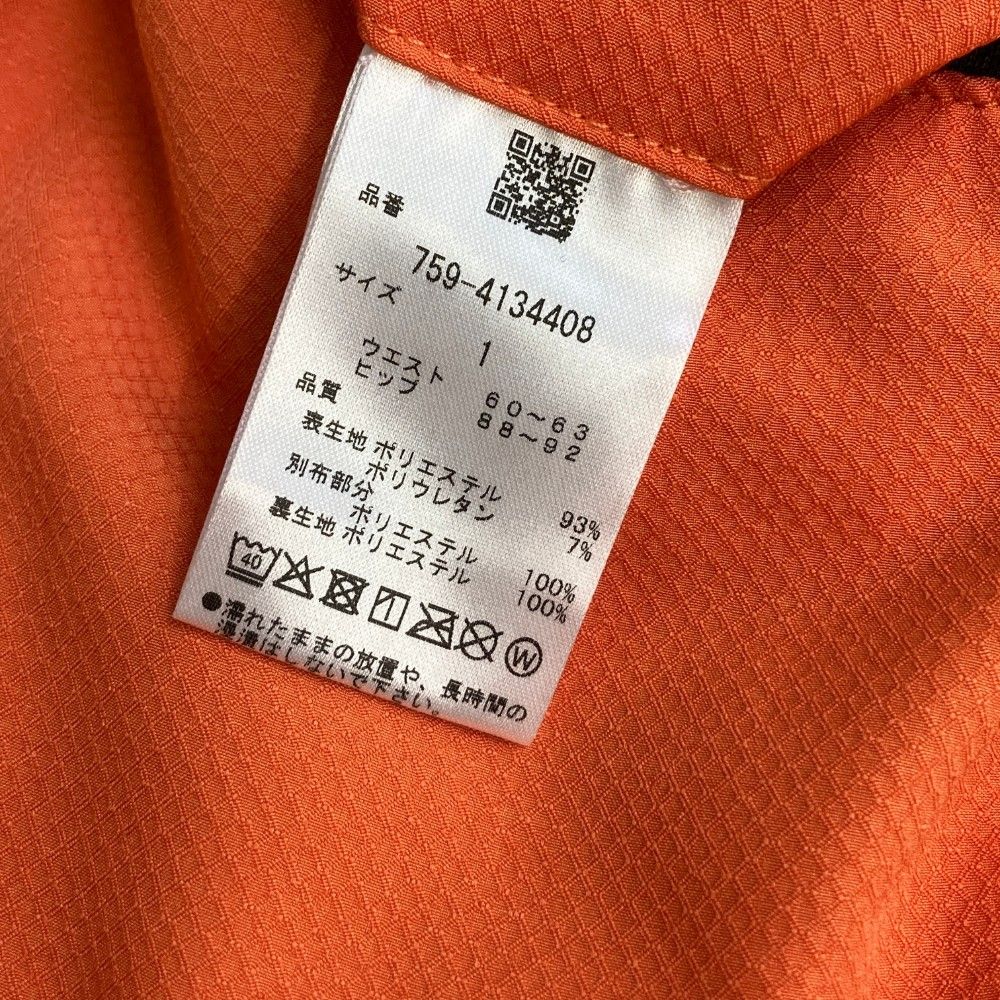 品番
759-4134408
サイズ
1
ウエスト 60～63
ヒップ 88～92
品質
表生地 ポリエステル 93%
ポリウレタン 7%
別布部分
ポリエステル 100%
裏生地 ポリエステル 100%
40
W
●濡れたままの放置や、長時間の
浸漬はしないで下さい。